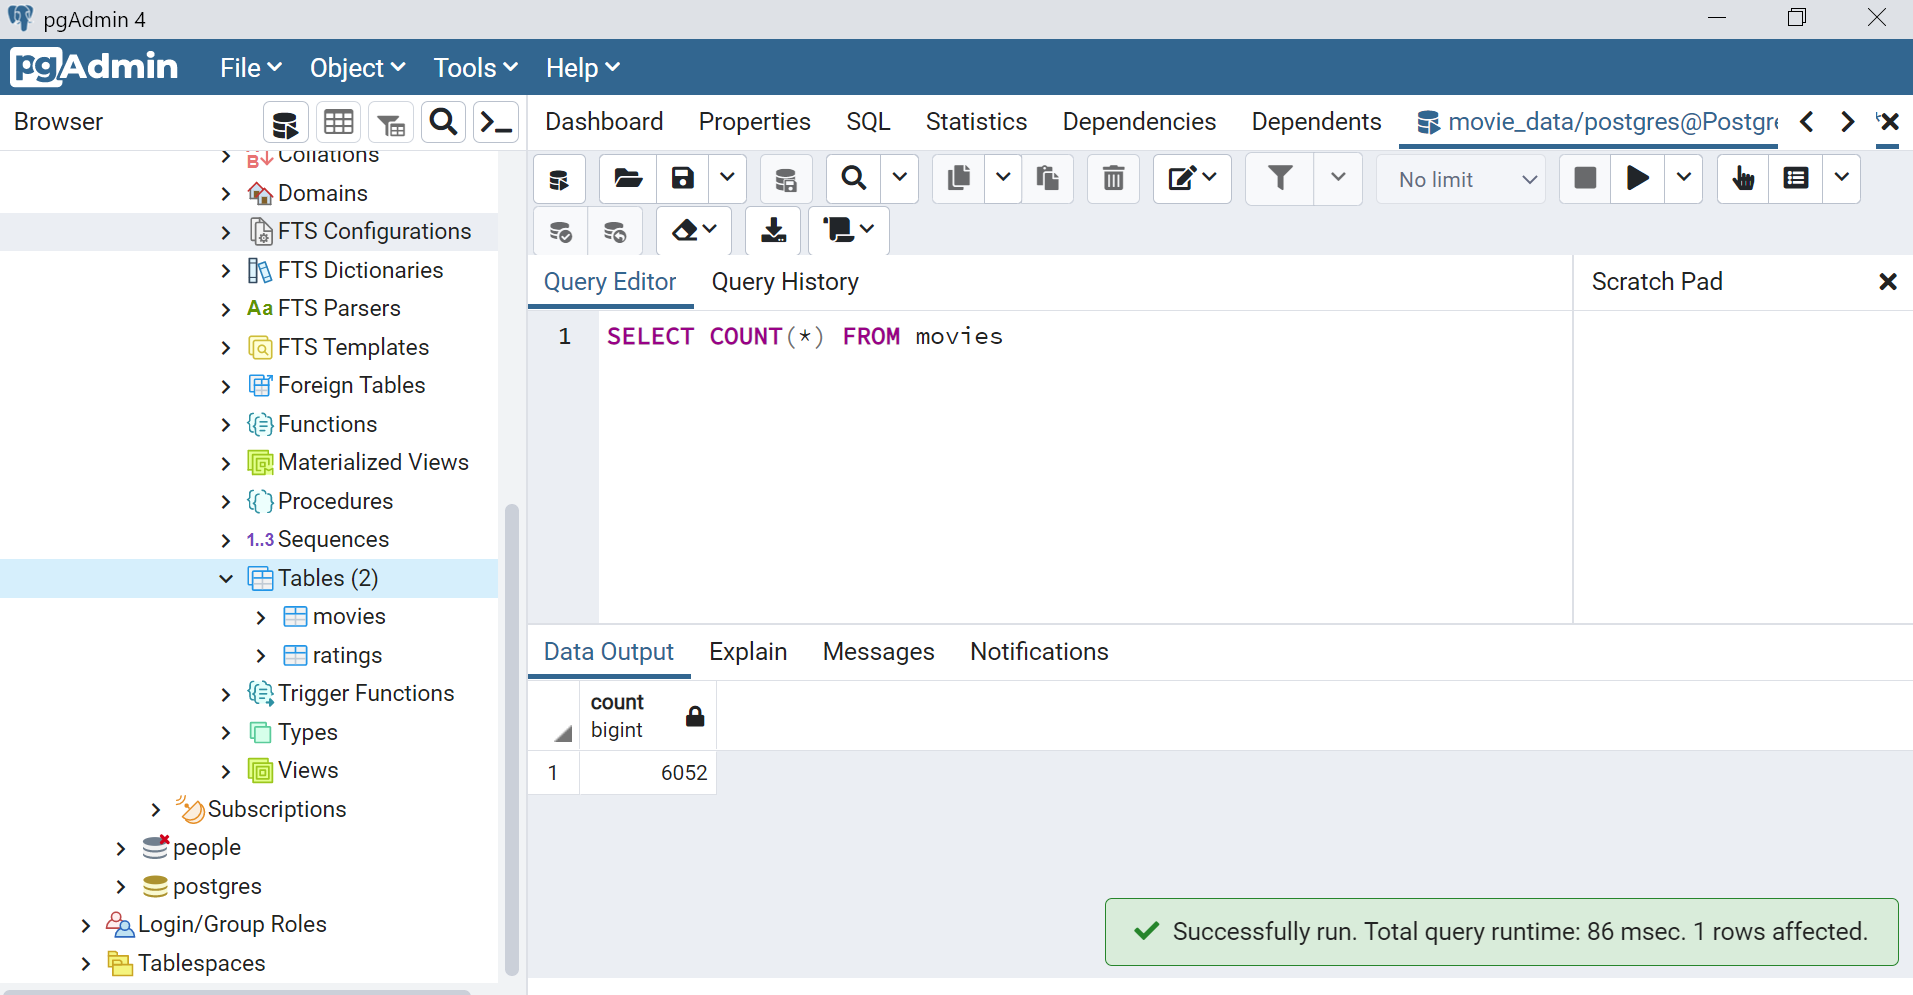 pgAdmin 4
pgAdmin File Object Tools Help
Browser
Dashboard Properties SQL Statistics Dependencies Dependents movie_data/postgres@Postgre
No limit
Collations
Domains
FTS Configurations
FTS Dictionaries
Aa FTS Parsers
FTS Templates
Foreign Tables
Functions
Materialized Views
Procedures
1..3 Sequences
Tables (2)
movies
ratings
Trigger Functions
Types
Views
Subscriptions
people
postgres
Login/Group Roles
Tablespaces
Query Editor Query History
Scratch Pad
1 SELECT COUNT(*) FROM movies
Data Output Explain Messages Notifications
count
bigint
1 6052
Successfully run. Total query runtime: 86 msec. 1 rows affected.